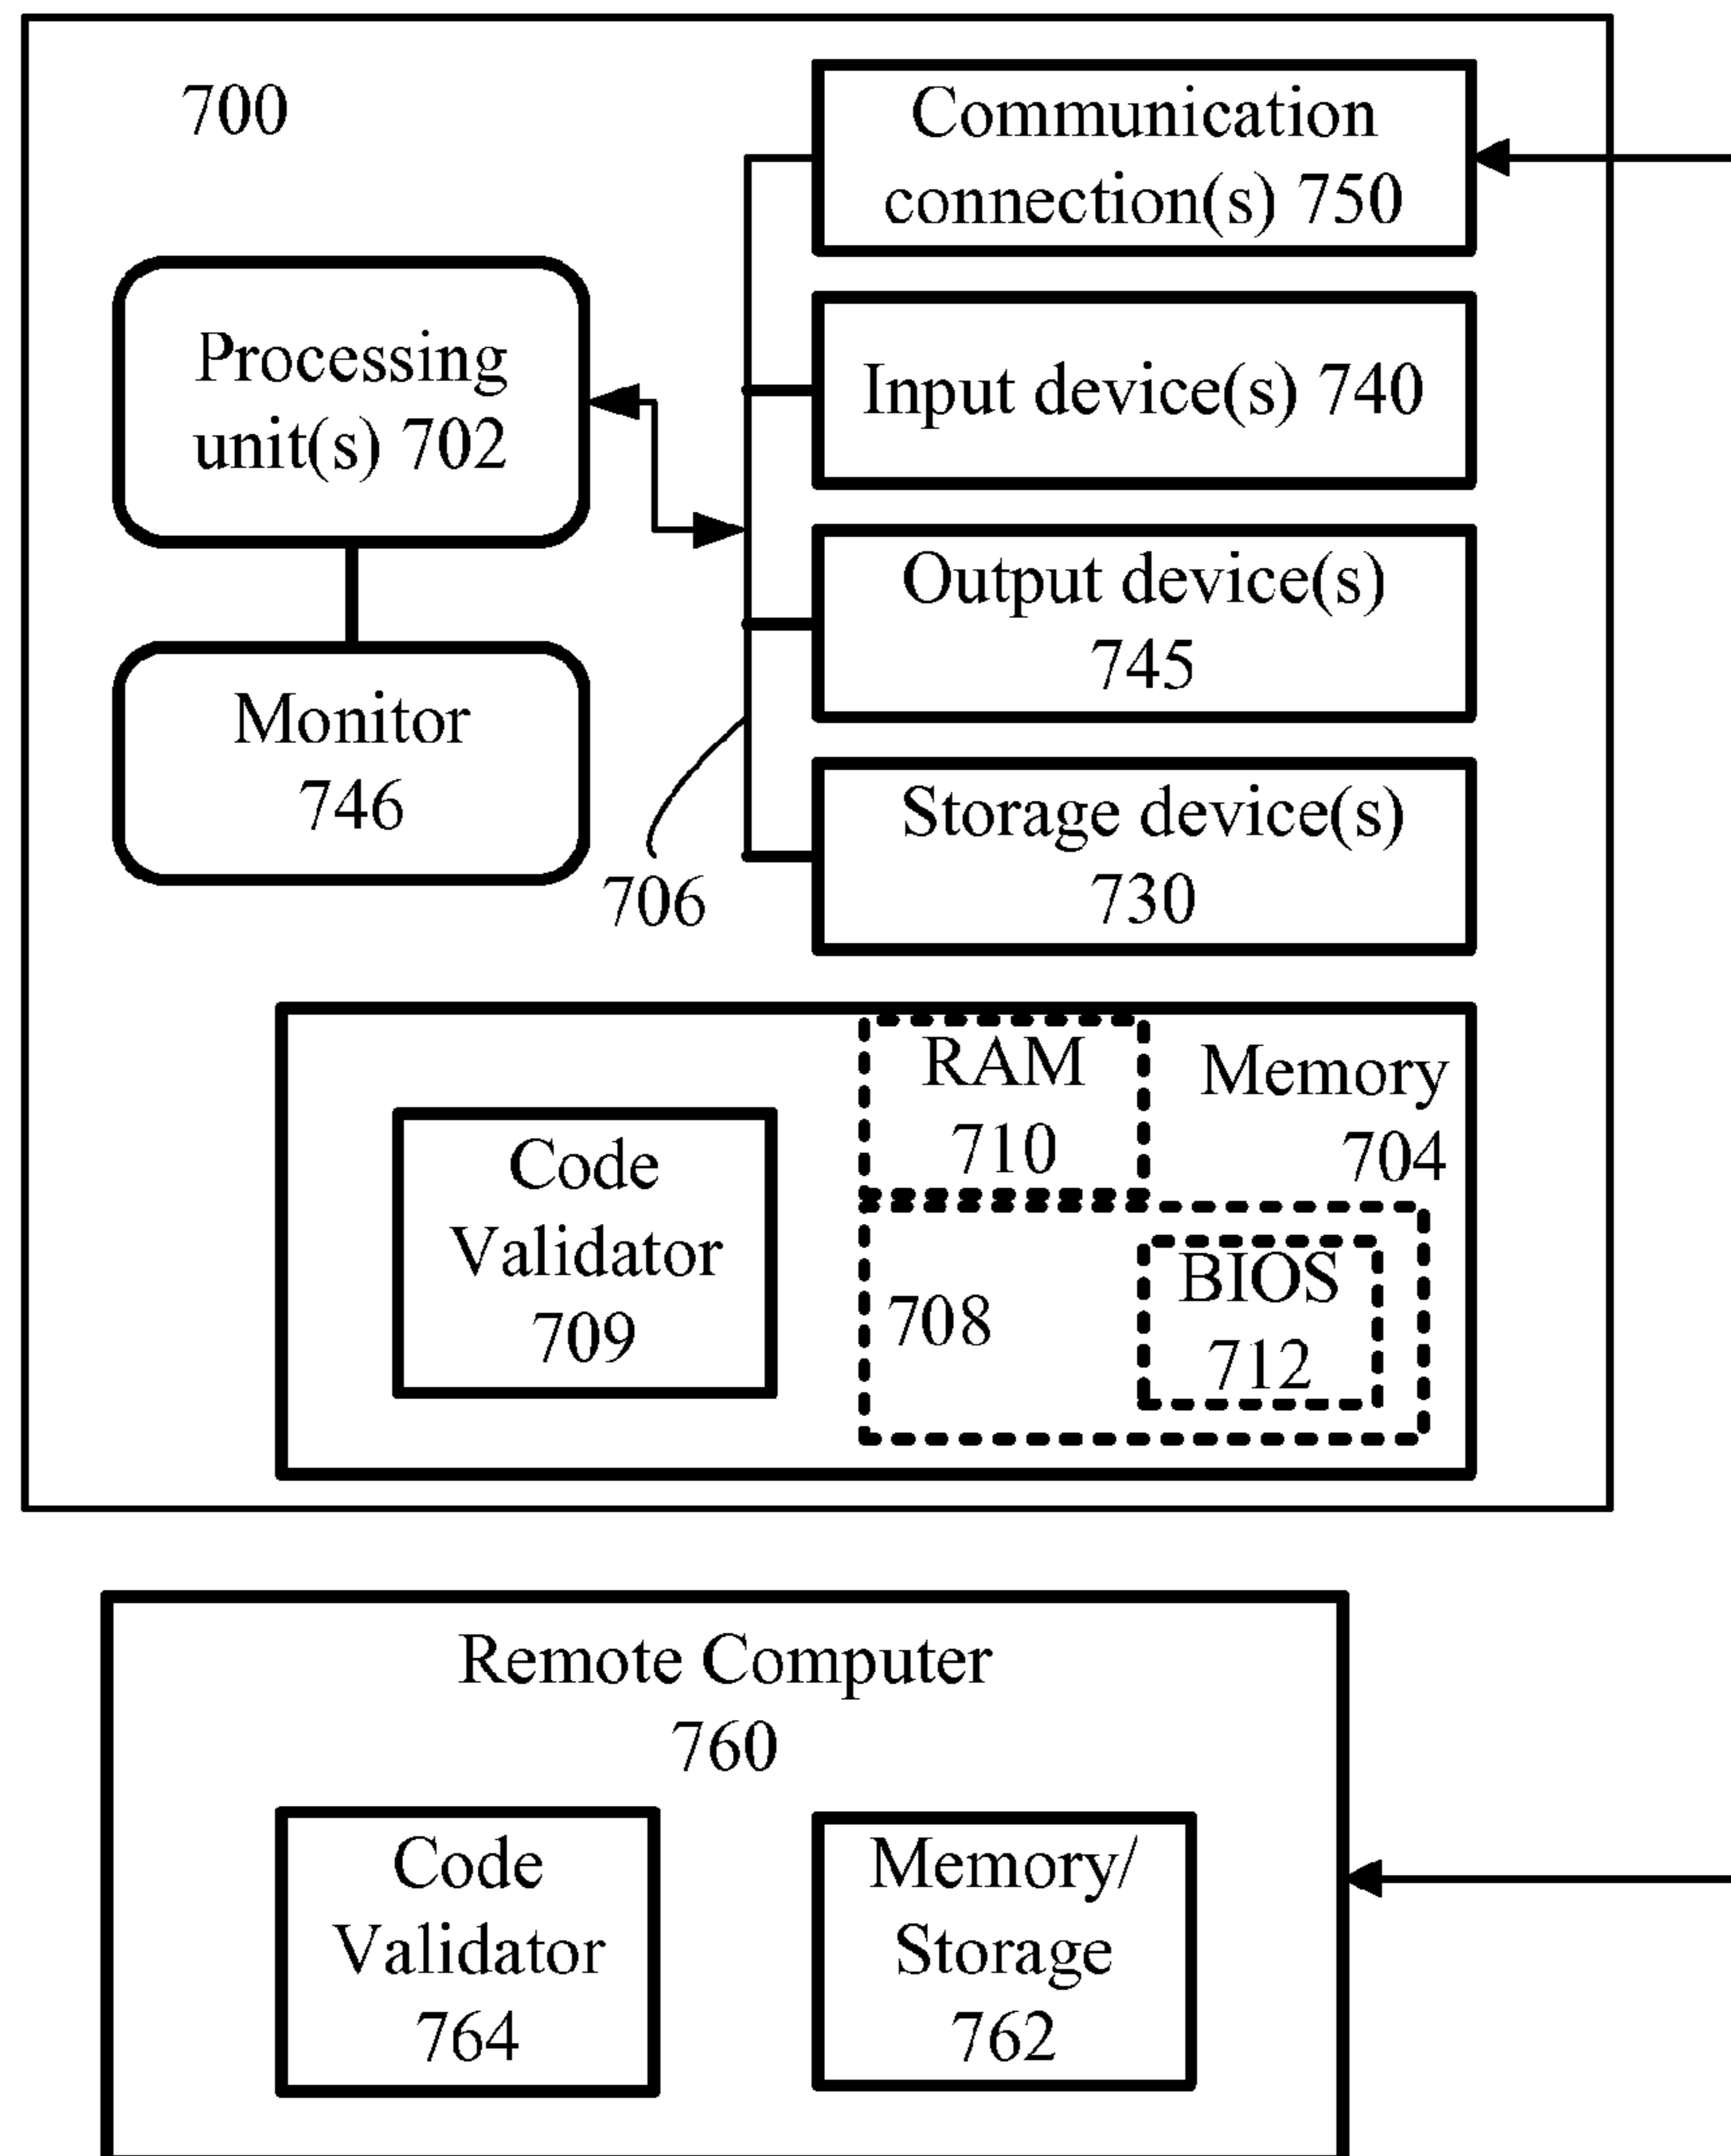 700
Communication
connection(s) 750
Processing
unit(s) 702
Input device(s) 740
Output device(s)
745
Monitor
746
Storage device(s)
730
706
RAM
710
Memory
704
Code
Validator
709
708
BIOS
712
Remote Computer
760
Code
Validator
764
Memory/
Storage
762